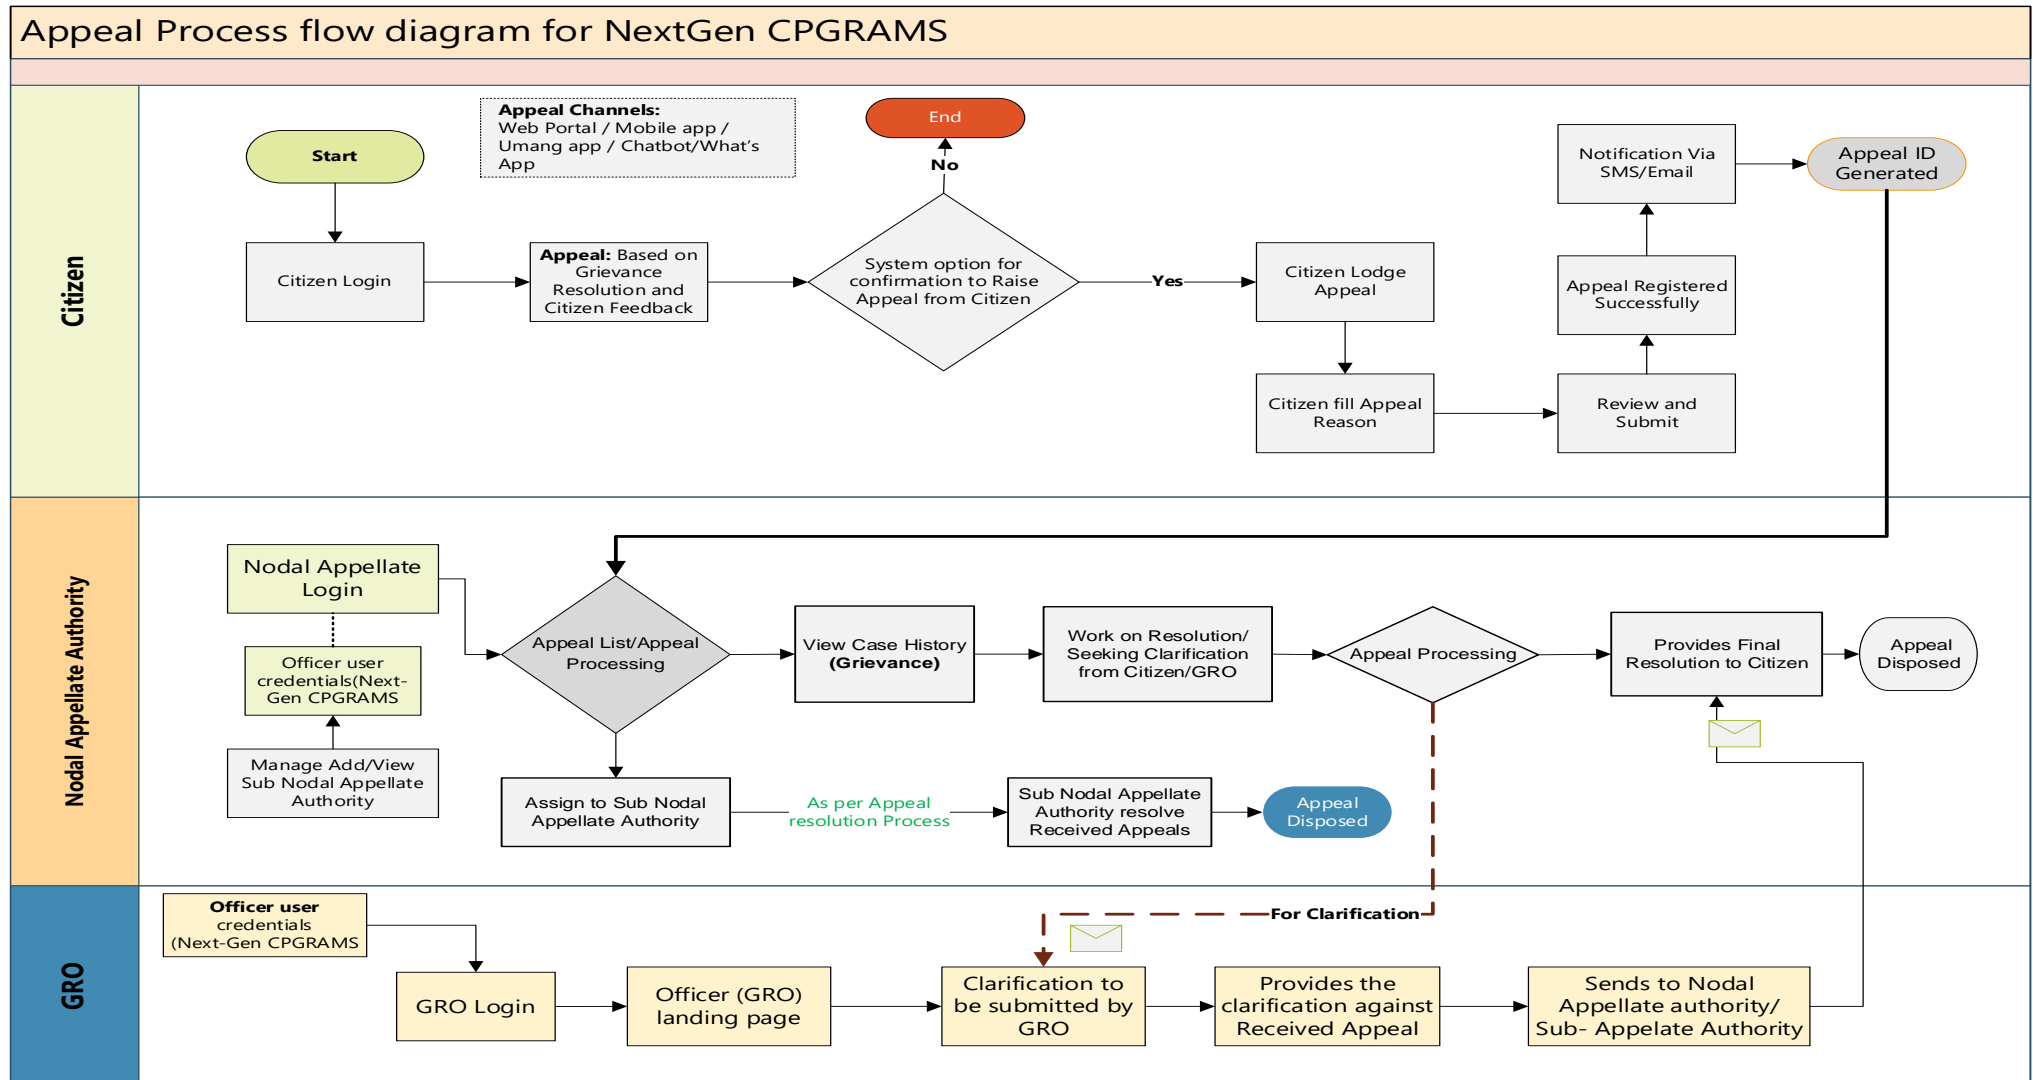 Appeal Process flow diagram for NextGen CPGRAMS
Citizen
Start
Appeal Channels:
Web Portal / Mobile app /
Umang app / Chatbot/What's
App
End
No
Citizen Login
Appeal: Based on
Grievance
Resolution and
Citizen Feedback
System option for
confirmation to Raise
Appeal from Citizen
Yes
Citizen Lodge
Appeal
Citizen fill Appeal
Reason
Review and
Submit
Appeal Registered
Successfully
Notification Via
SMS/Email
Appeal ID
Generated
Nodal Appellate Authority
Nodal Appellate
Login
Officer user
credentials(Next-
Gen CPGRAMS
Manage Add/View
Sub Nodal Appellate
Authority
Appeal List/Appeal
Processing
View Case History
(Grievance)
Work on Resolution/
Seeking Clarification
from Citizen/GRO
Appeal Processing
Provides Final
Resolution to Citizen
Appeal
Disposed
Assign to Sub Nodal
Appellate Authority
As per Appeal
resolution Process
Sub Nodal Appellate
Authority resolve
Received Appeals
Appeal
Disposed
GRO
Officer user
credentials
(Next-Gen CPGRAMS
For Clarification
GRO Login
Officer (GRO)
landing page
Clarification to
be submitted by
GRO
Provides the
clarification against
Received Appeal
Sends to Nodal
Appellate authority/
Sub- Appelate Authority